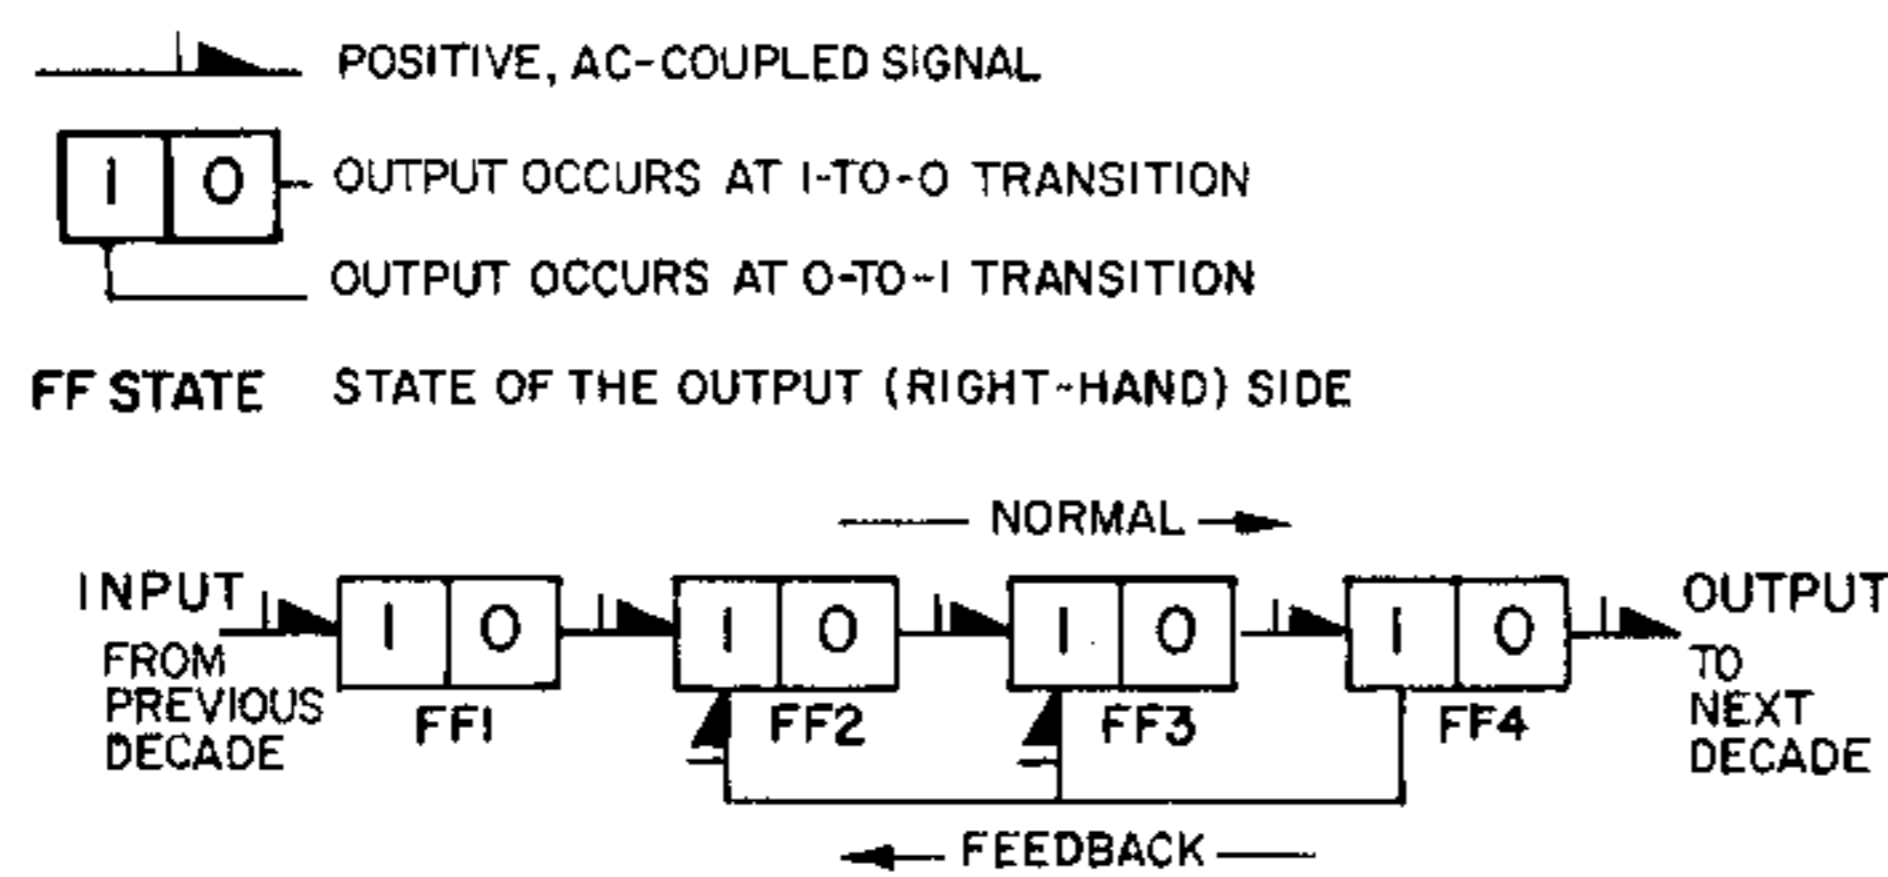 POSITIVE, AC-COUPLED SIGNAL
1 0
OUTPUT OCCURS AT 1-TO-0 TRANSITION
OUTPUT OCCURS AT 0-TO-1 TRANSITION
FF STATE STATE OF THE OUTPUT (RIGHT-HAND) SIDE
NORMAL
INPUT
FROM
PREVIOUS
DECADE
1 0
FF1
1 0
FF2
1 0
FF3
1 0
FF4
OUTPUT
TO
NEXT
DECADE
FEEDBACK